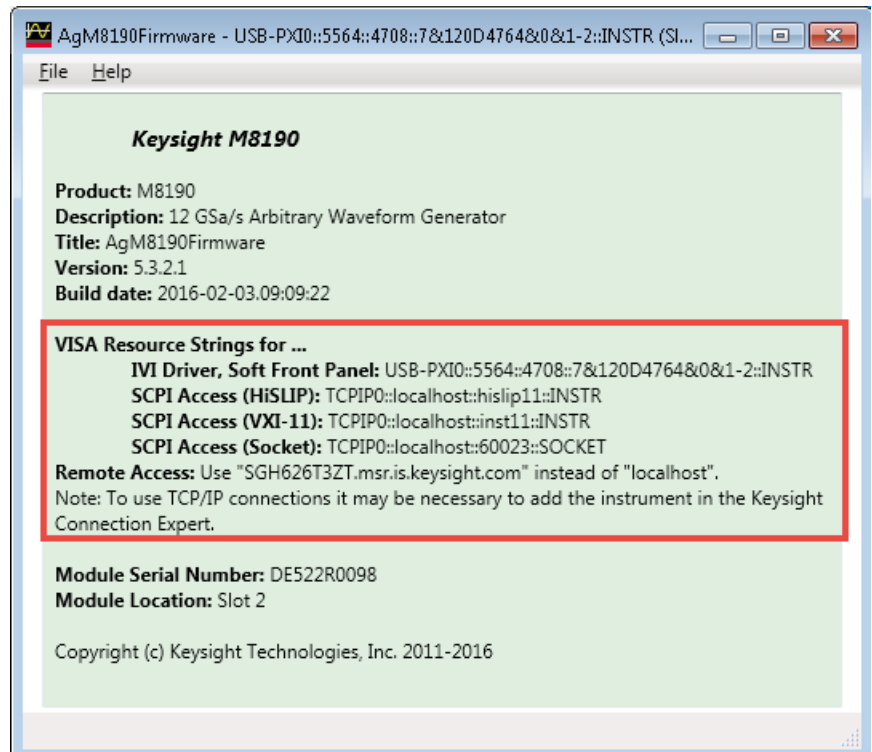 AgM8190Firmware - USB-PXI0::5564::4708::7&120D4764&0&1-2::INSTR (Sl...
File Help
Keysight M8190
Product: M8190
Description: 12 GSa/s Arbitrary Waveform Generator
Title: AgM8190Firmware
Version: 5.3.2.1
Build date: 2016-02-03.09:09:22
VISA Resource Strings for ...
IVI Driver, Soft Front Panel: USB-PXI0::5564::4708::7&120D4764&0&1-2::INSTR
SCPI Access (HiSLIP): TCPIP0::localhost::hislip11::INSTR
SCPI Access (VXI-11): TCPIP0::localhost::inst11::INSTR
SCPI Access (Socket): TCPIP0::localhost::60023::SOCKET
Remote Access: Use "SGH626T3ZT.msr.is.keysight.com" instead of "localhost".
Note: To use TCP/IP connections it may be necessary to add the instrument in the Keysight
Connection Expert.
Module Serial Number: DE522R0098
Module Location: Slot 2
Copyright (c) Keysight Technologies, Inc. 2011-2016